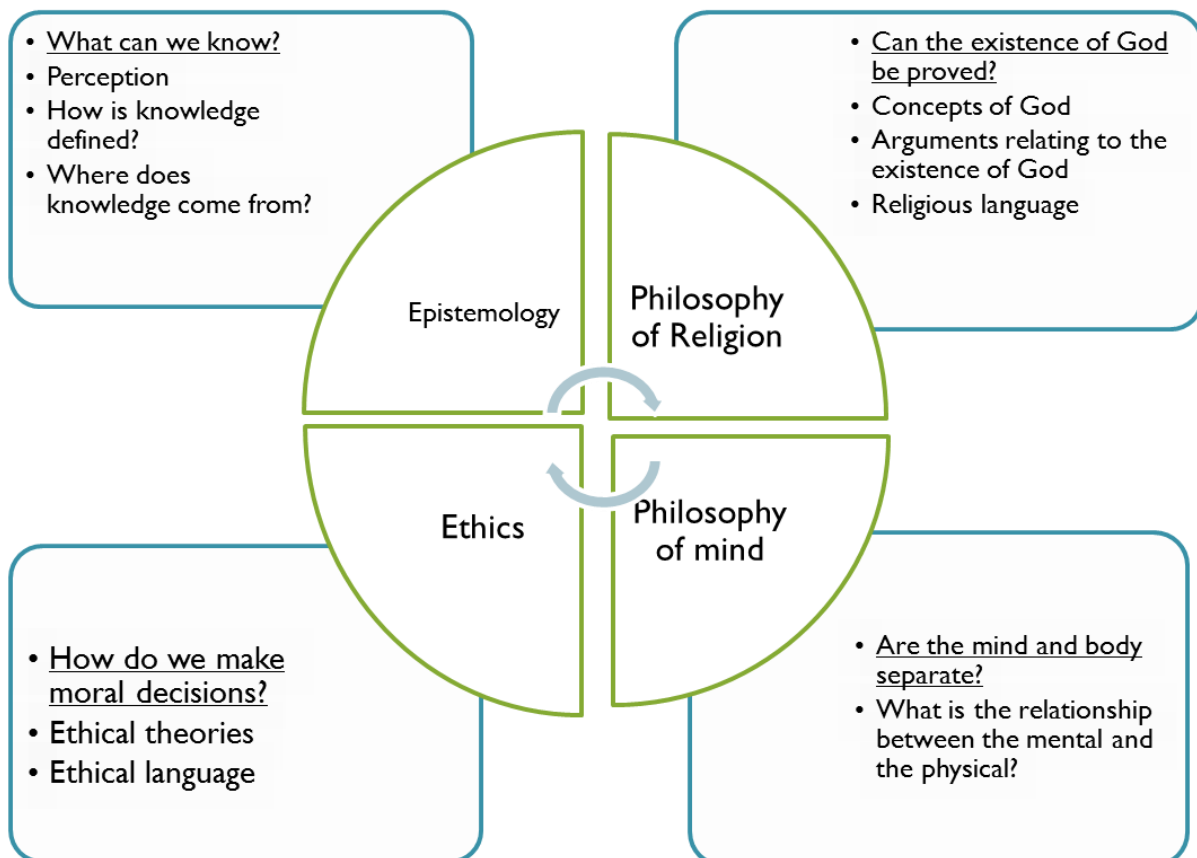 • What can we know?
• Perception
• How is knowledge
defined?
• Where does
knowledge come from?
• Can the existence of God
be proved?
• Concepts of God
• Arguments relating to the
existence of God
• Religious language
Epistemology
Philosophy
of Religion
Ethics
Philosophy
of mind
• How do we make
moral decisions?
• Ethical theories
• Ethical language
• Are the mind and body
separate?
• What is the relationship
between the mental and
the physical?